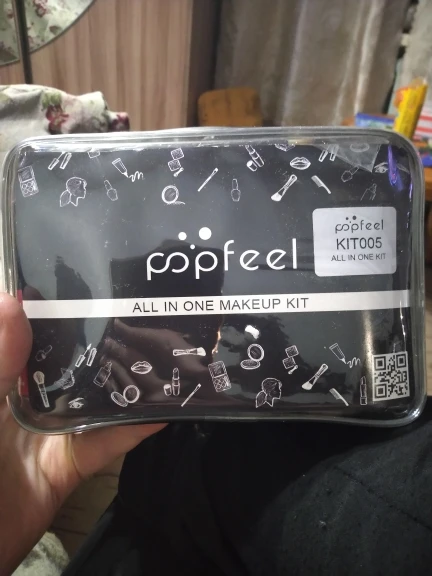 popfeel
KIT005
ALL IN ONE KIT
popfeel
ALL IN ONE MAKEUP KIT